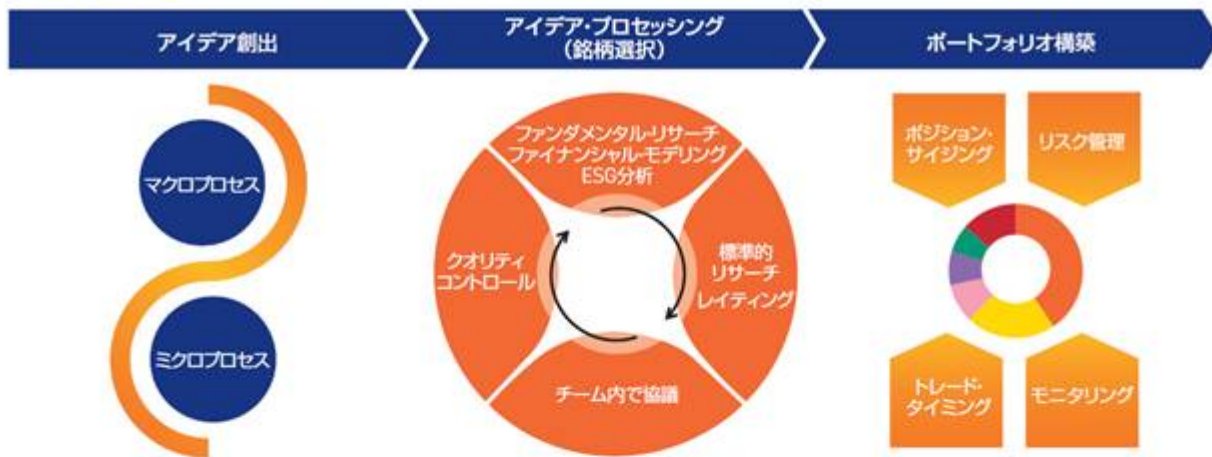 アイデア創出
アイデア・プロセッシング
（銘柄選択）
ポートフォリオ構築
マクロプロセス
ミクロプロセス
ファンダメンタル・リサーチ
ファイナンシャル・モデリング
ESG分析
標準的
リサーチ
レイティング
チーム内で協議
クオリティ
コントロール
ポジション・
サイジング
リスク管理
トレード・
タイミング
モニタリング